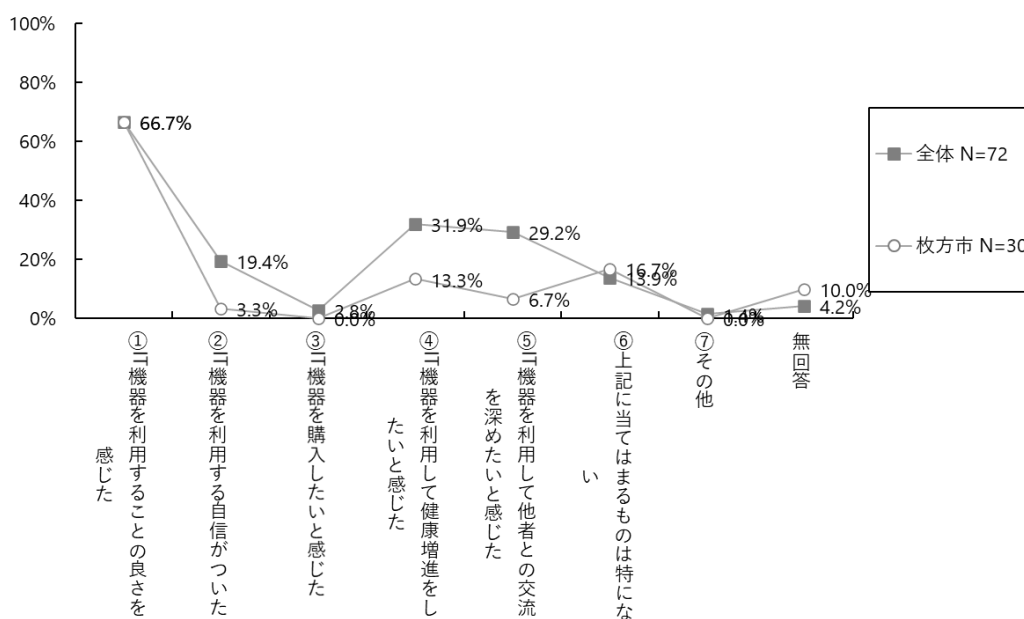 100%
80%
60%
40%
20%
0%
66.7%
19.4%
3.3%
2.8%
0.0%
31.9%
13.3%
29.2%
6.7%
16.7%
13.9%
1.4%
0.0%
10.0%
4.2%
全体 N=72
枚方市 N=30
①IT機器を利用することの良さを
感じた
②IT機器を利用する自信がついた
③IT機器を購入したいと感じた
④IT機器を利用して健康増進をし
たいと感じた
⑤IT機器を利用して他者との交流
を深めたいと感じた
⑥上記に当てはまるものは特にな
い
⑦その他
無回答